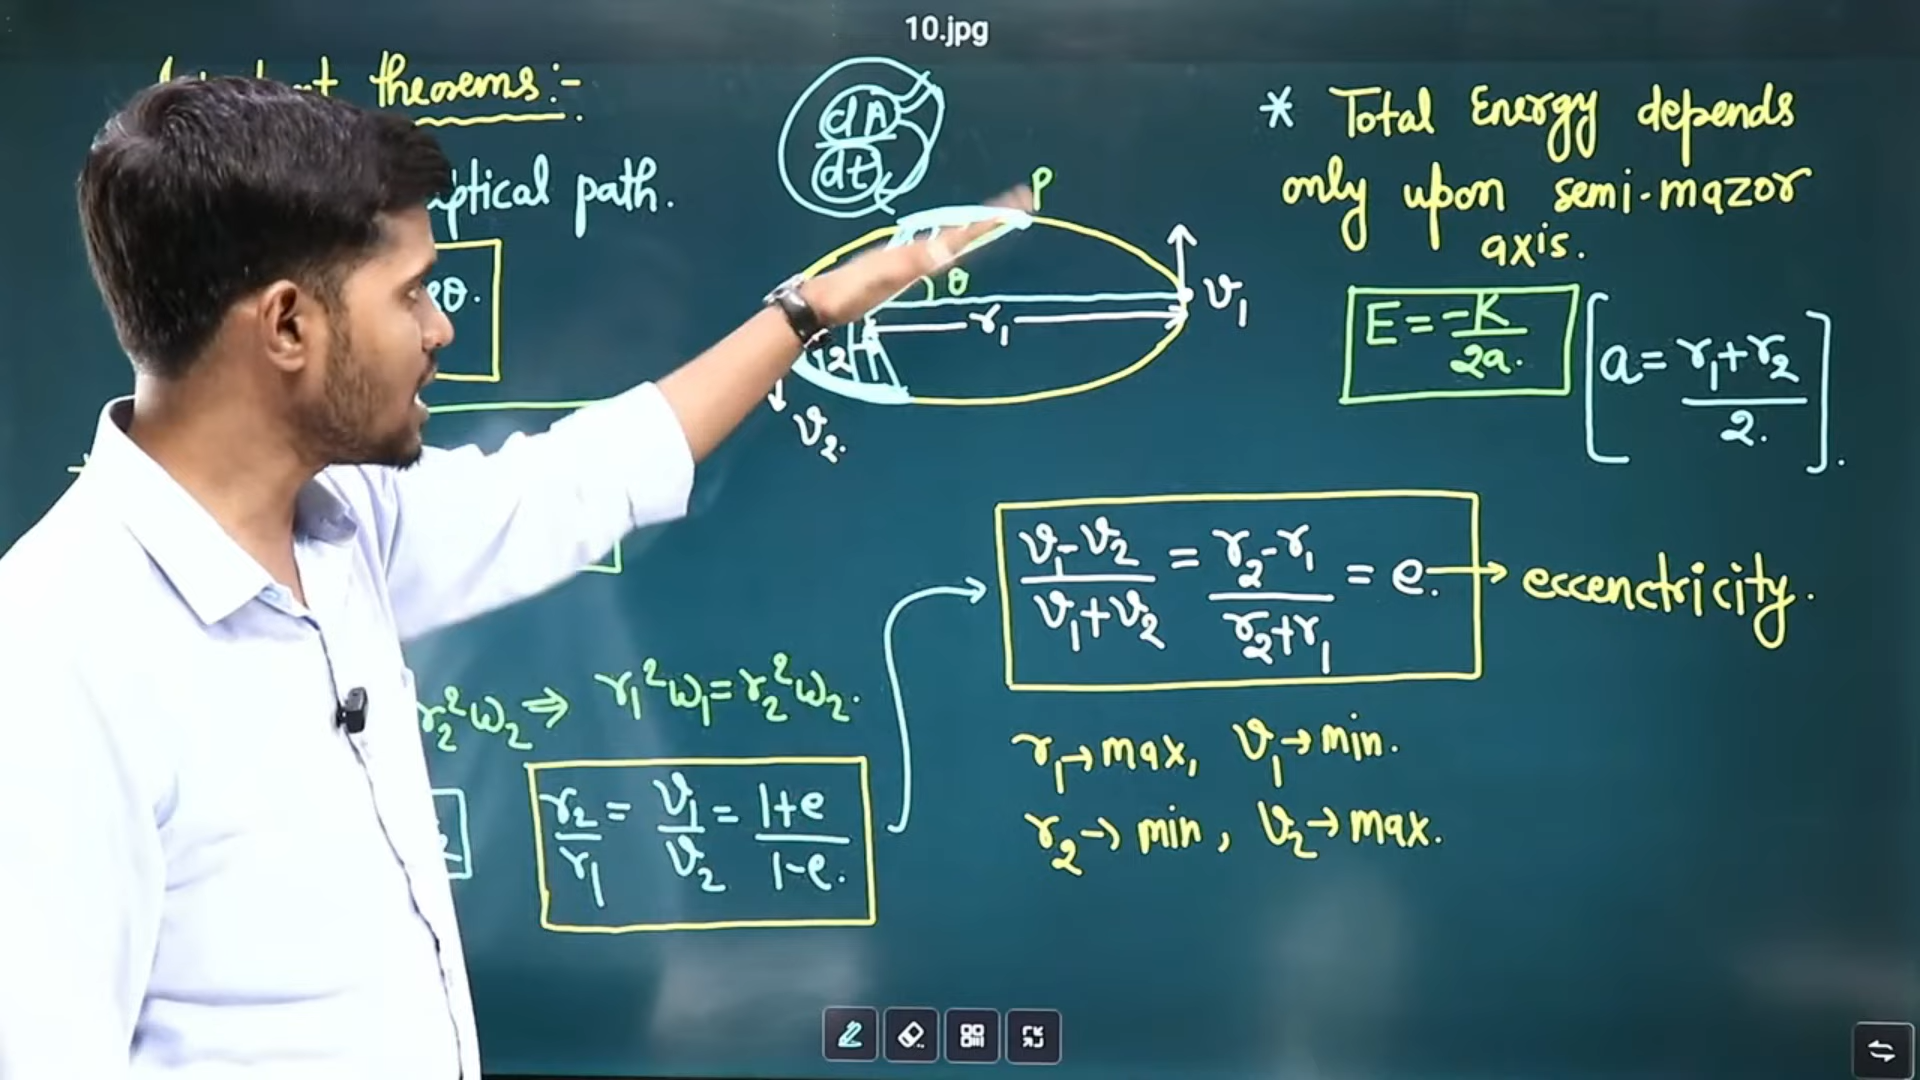 10.jpg
theorems:-
path.
dA
dt
P
θ
r₁
v₁
v₂.
* Total Energy depends
only upon semi-mazor
axis.
E = -K/2a.
[a = r₁+r₂/2.].
v₁-v₂/v₁+v₂ = r₂-r₁/r₂+r₁ = e. → eccenctricity.
r₂²ω₂ ⇒ r₁²ω₁=r₂²ω₂.
r₂/r₁ = v₁/v₂ = 1+e/1-e.
r₁→max, v₁→min.
r₂→ min, v₂→max.